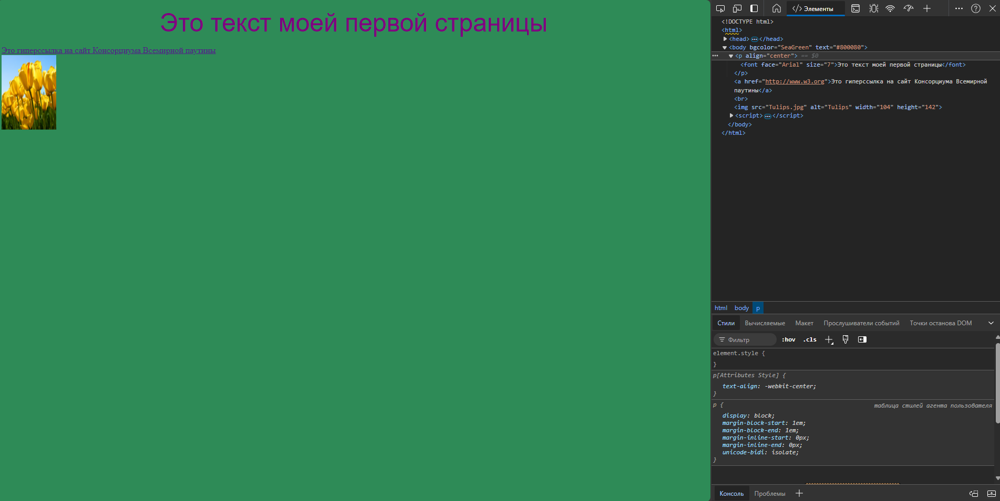 Это текст моей первой страницы
Это гиперссылка на сайт Консорциума Всемирной паутины
Элементы
<!DOCTYPE html>
<html>
<head> ••• </head>
<body bgcolor="SeaGreen" text="#800080">
••• <p align="center"> == $0
<font face="Arial" size="7">Это текст моей первой страницы</font>
</p>
<a href="http://www.w3.org">Это гиперссылка на сайт Консорциума Всемирной
паутины</a>
<br>
<img src="Tulips.jpg" alt="Tulips" width="104" height="142">
<script> ••• </script>
</body>
</html>
html body p
Стили Вычисляемые Макет Прослушиватели событий Точки останова DOM
Фильтр :hov .cls
element.style {
}
p[Attributes Style] {
text-align: -webkit-center;
}
p { таблица стилей агента пользователя
display: block;
margin-block-start: 1em;
margin-block-end: 1em;
margin-inline-start: 0px;
margin-inline-end: 0px;
unicode-bidi: isolate;
}
Консоль Проблемы